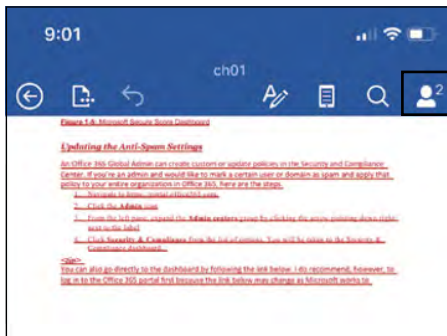 9:01
ch01
2
Figure 1-6: Microsoft Secure Score Dashboard
Updating the Anti-Spam Settings
An Office 365 Global Admin can create custom or update policies in the Security and Compliance
Center. If you're an admin and would like to mark a certain user or domain as spam and apply that
policy to your entire organization in Office 365, here are the steps.
1. Navigate to https: portal.office365.com.
2. Click the Admin icon
3. From the left pane, expand the Admin centers group by clicking the arrow pointing down right
next to the label
4. Click Security & Compliance from the list of options. You will be taken to the Security &
Compliance dashboard.
<tip>
You can also go directly to the dashboard by following the link below. I do recommend, however, to
log in to the Office 365 portal first because the link below may change as Microsoft works to